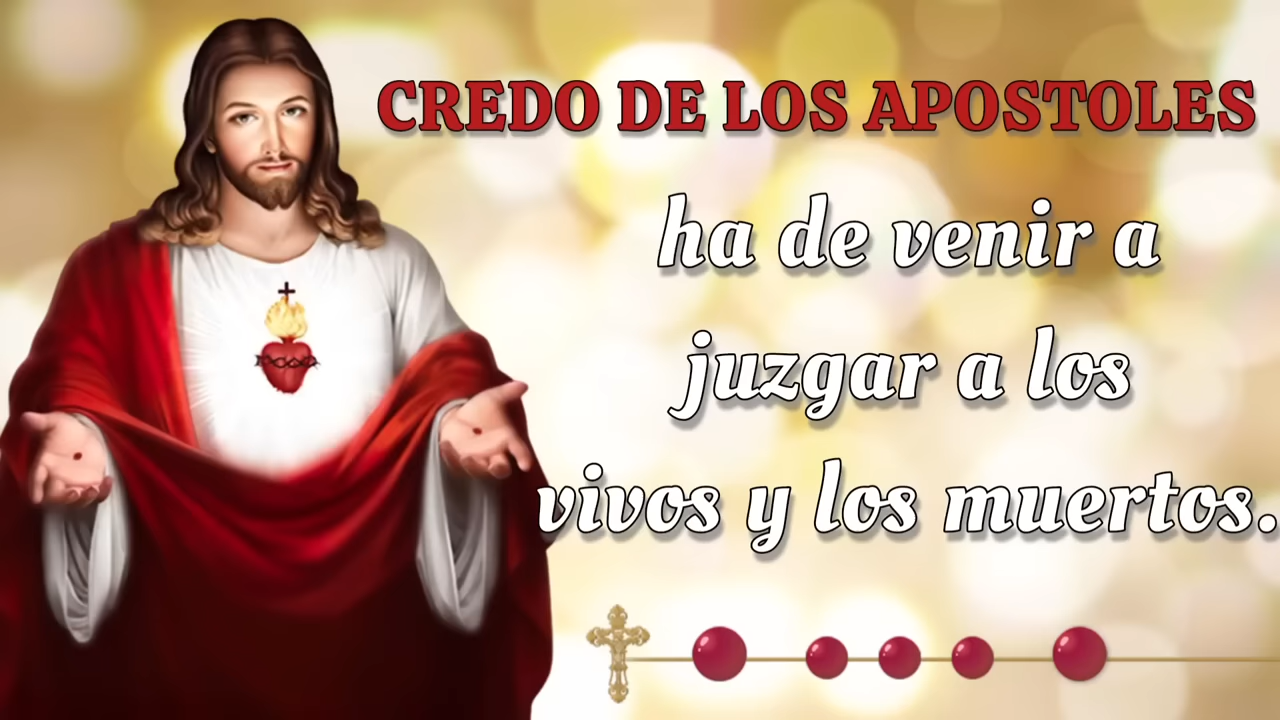 CREDO DE LOS APOSTOLES
ha de venir a
juzgar a los
vivos y los muertos.